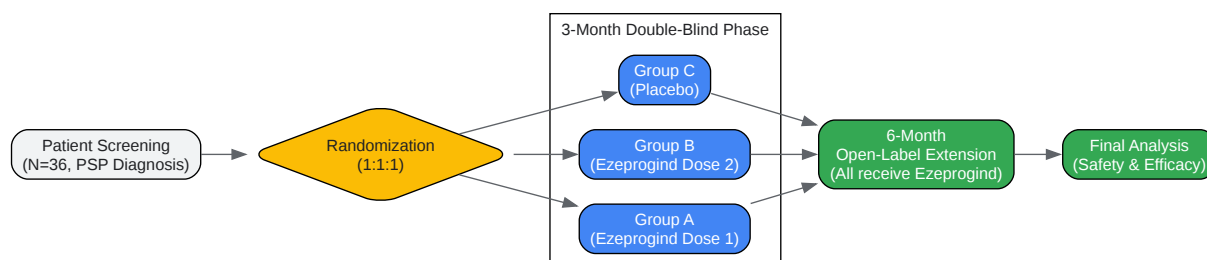 Patient Screening
(N=36, PSP Diagnosis)
Randomization
(1:1:1)
3-Month Double-Blind Phase
Group C
(Placebo)
Group B
(Ezeprogind Dose 2)
Group A
(Ezeprogind Dose 1)
6-Month
Open-Label Extension
(All receive Ezeprogind)
Final Analysis
(Safety & Efficacy)